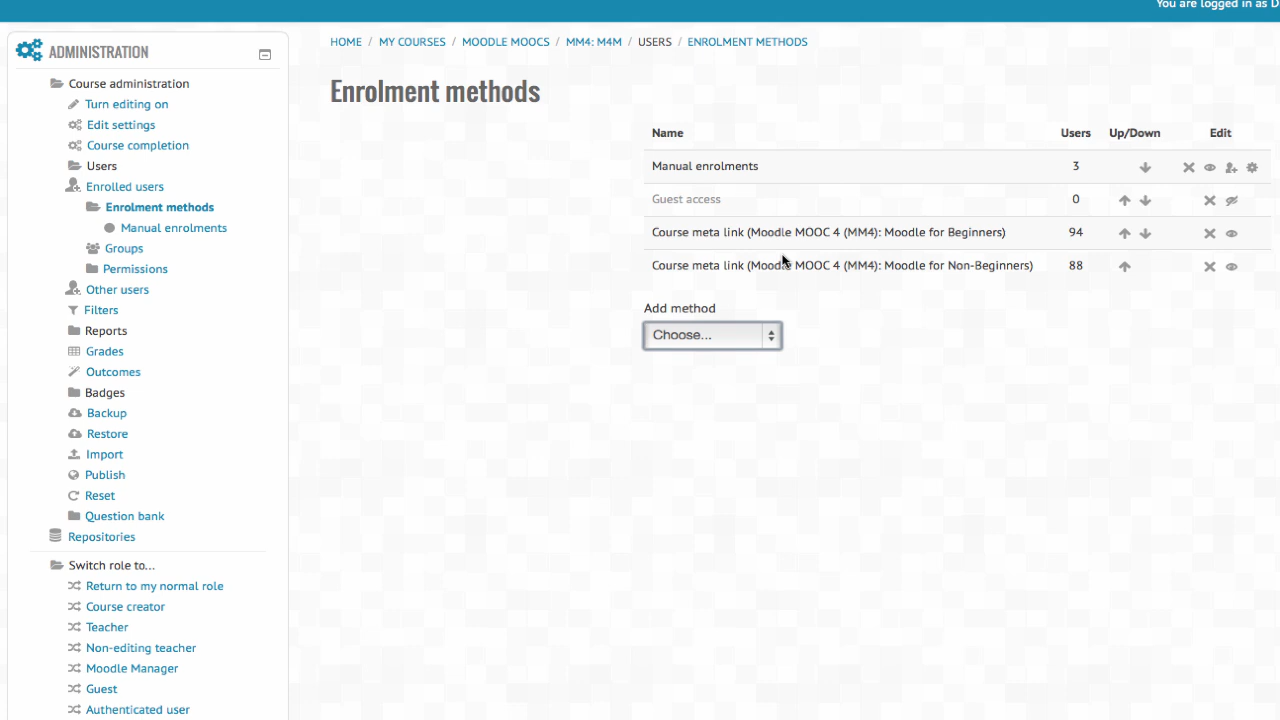 You are logged in as D
ADMINISTRATION
Course administration
Turn editing on
Edit settings
Course completion
Users
Enrolled users
Enrolment methods
Manual enrolments
Groups
Permissions
Other users
Filters
Reports
Grades
Outcomes
Badges
Backup
Restore
Import
Publish
Reset
Question bank
Repositories
Switch role to...
Return to my normal role
Course creator
Teacher
Non-editing teacher
Moodle Manager
Guest
Authenticated user
HOME / MY COURSES / MOODLE MOOCS / MM4: M4M / USERS / ENROLMENT METHODS
Enrolment methods
Name Users Up/Down Edit
Manual enrolments 3
Guest access 0
Course meta link (Moodle MOOC 4 (MM4): Moodle for Beginners) 94
Course meta link (Moodle MOOC 4 (MM4): Moodle for Non-Beginners) 88
Add method
Choose...